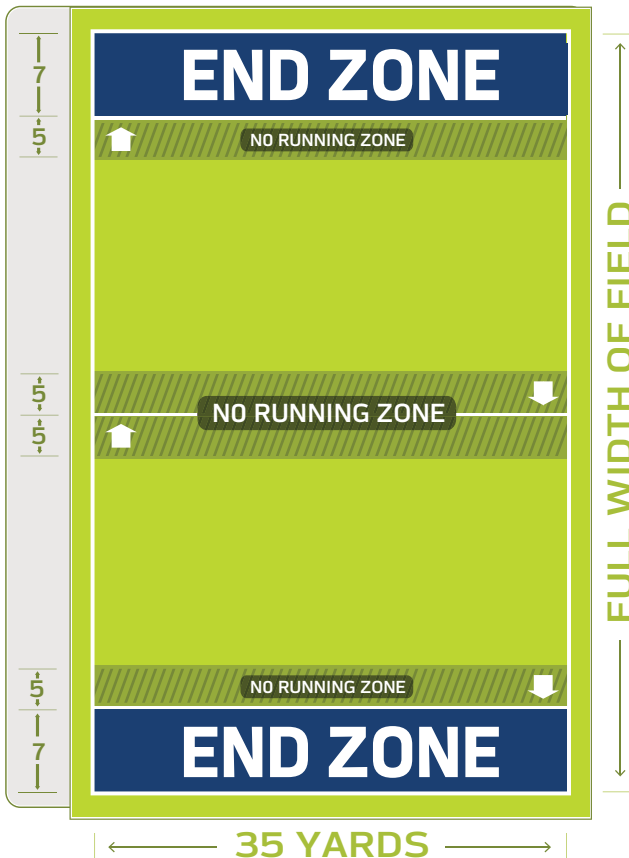 END ZONE
7
5
NO RUNNING ZONE
FULL WIDTH OF FIELD
5
NO RUNNING ZONE
5
5
NO RUNNING ZONE
7
END ZONE
35 YARDS